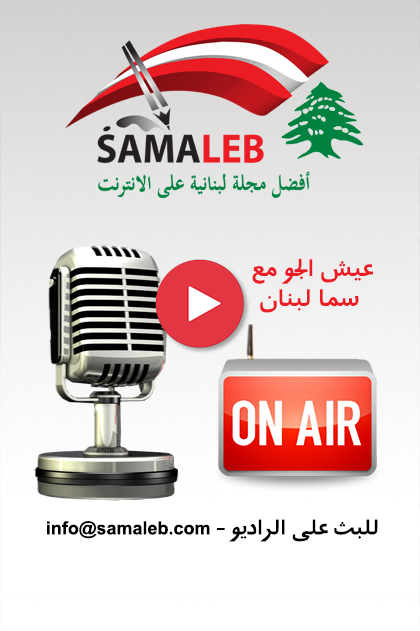 SAMALEB
أفضل مجلة لبنانية على الانترنت
عيش الجو مع
سما لبنان
ON AIR
للبث على الراديو - info@samaleb.com